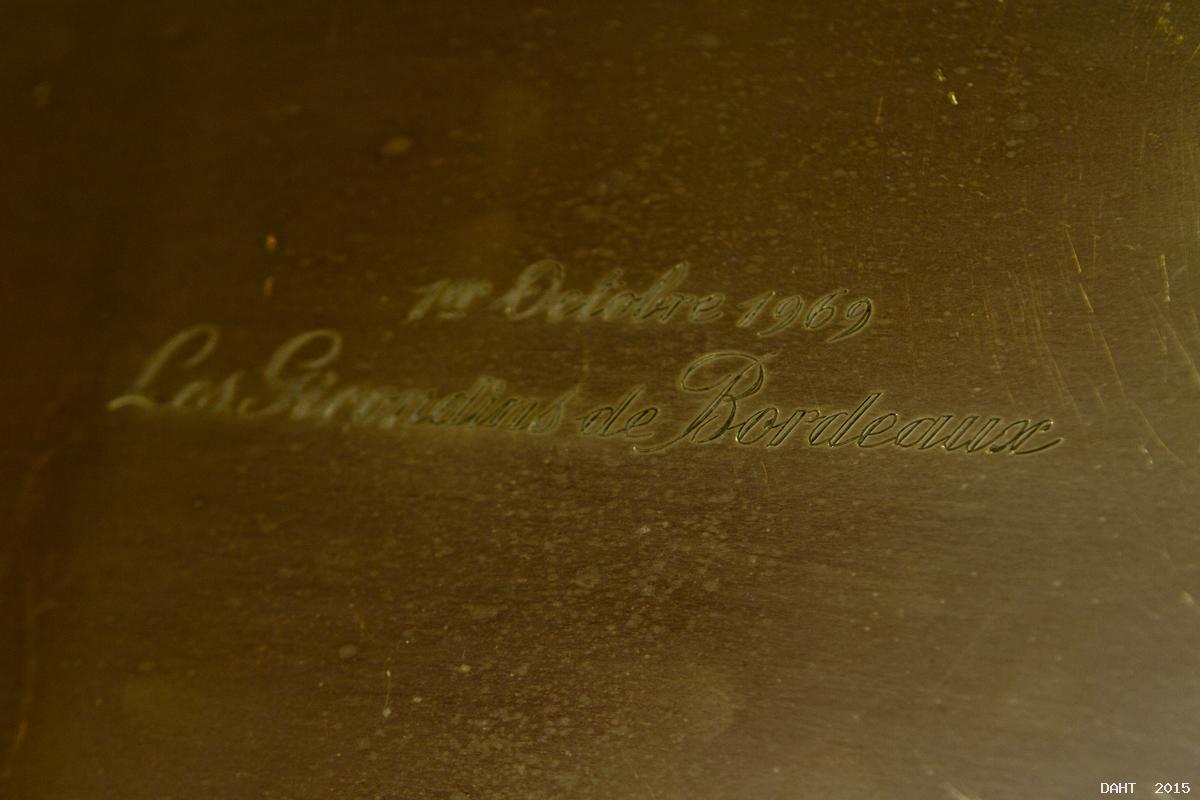 1er Octobre 1969
Les Girondins de Bordeaux
DAHT 2015